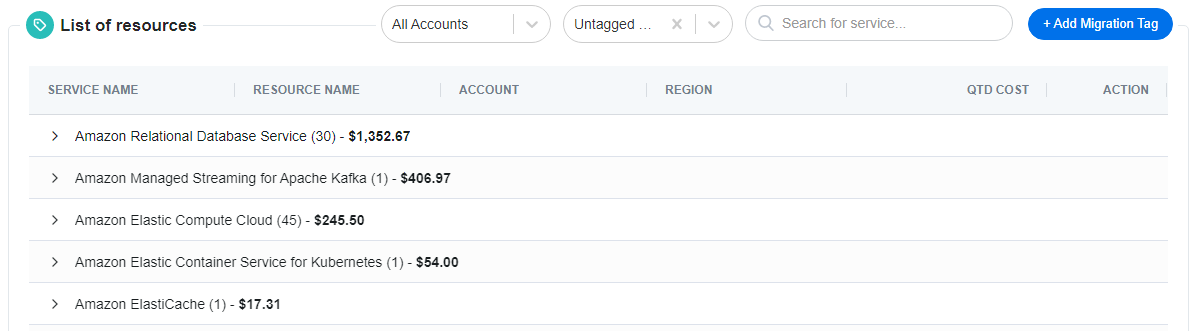 List of resources
All Accounts
Untagged ...
Search for service...
+ Add Migration Tag
SERVICE NAME RESOURCE NAME ACCOUNT REGION QTD COST ACTION
Amazon Relational Database Service (30) - $1,352.67
Amazon Managed Streaming for Apache Kafka (1) - $406.97
Amazon Elastic Compute Cloud (45) - $245.50
Amazon Elastic Container Service for Kubernetes (1) - $54.00
Amazon ElastiCache (1) - $17.31